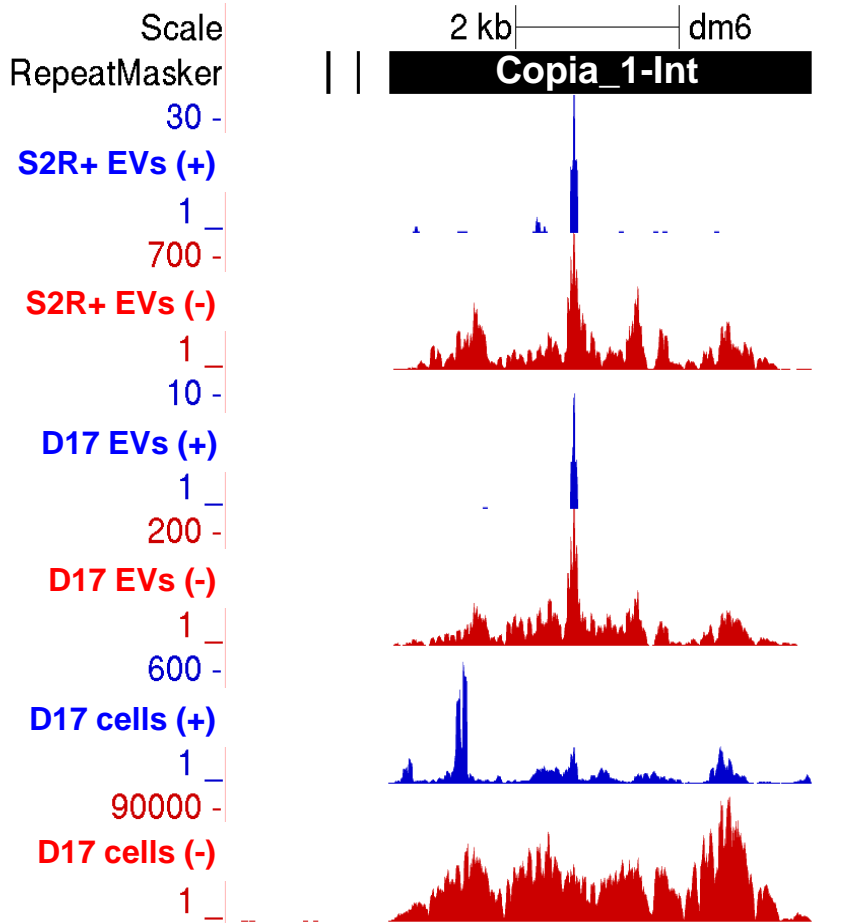 Scale 2 kb dm6
RepeatMasker Copia_1-Int
30 -
S2R+ EVs (+)
1 _
700 -
S2R+ EVs (-)
1 _
10 -
D17 EVs (+)
1 _
200 -
D17 EVs (-)
1 _
600 -
D17 cells (+)
1 _
90000 -
D17 cells (-)
1 _